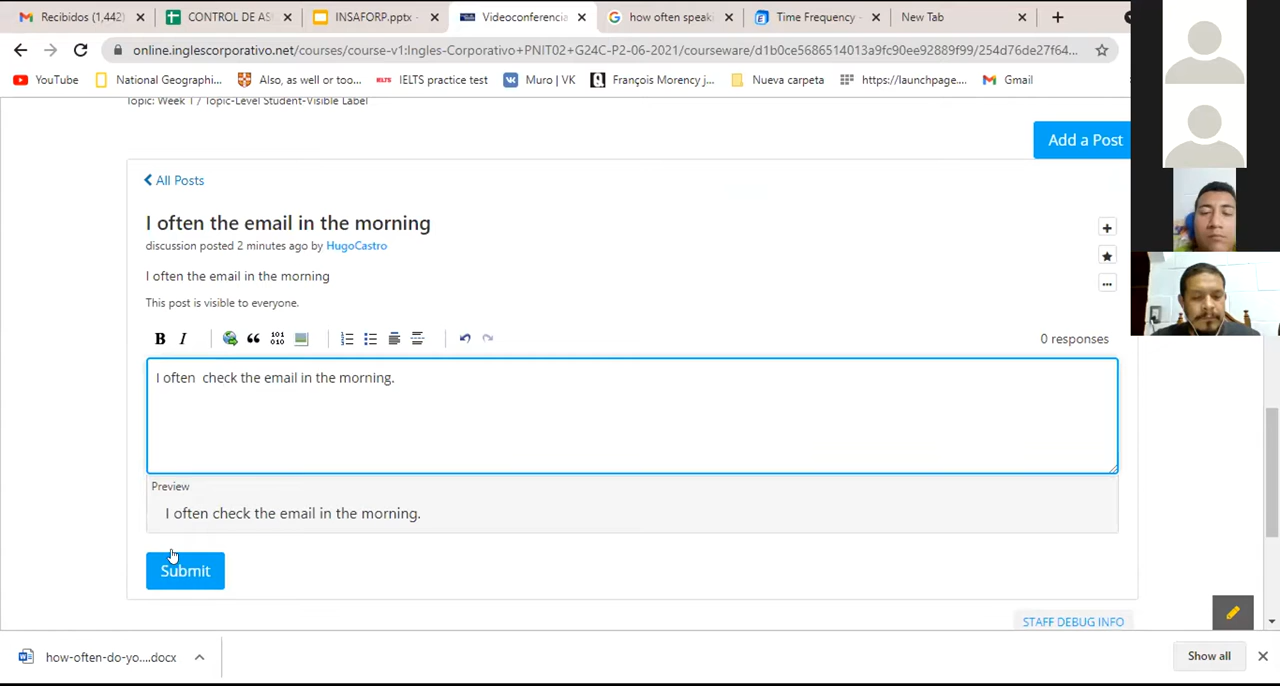 Recibidos (1,442)
CONTROL DE AS
INSAFORP.pptx -
Videoconferencia
how often speak
Time Frequency -
New Tab
online.inglescorporativo.net/courses/course-v1:Ingles-Corporativo+PNIT02+G24C-P2-06-2021/courseware/d1b0ce5686514013a9fc90ee92889f99/254d76de27f64...
YouTube
National Geographi...
Also, as well or too...
IELTS IELTS practice test
Muro | VK
François Morency j...
Nueva carpeta
https://launchpage....
Gmail
Topic: Week 1 / Topic-Level Student-Visible Label
Add a Post
All Posts
I often the email in the morning
discussion posted 2 minutes ago by HugoCastro
I often the email in the morning
This post is visible to everyone.
B I
0 responses
I often  check the email in the morning.
Preview
I often check the email in the morning.
Submit
STAFF DEBUG INFO
how-often-do-yo....docx
Show all